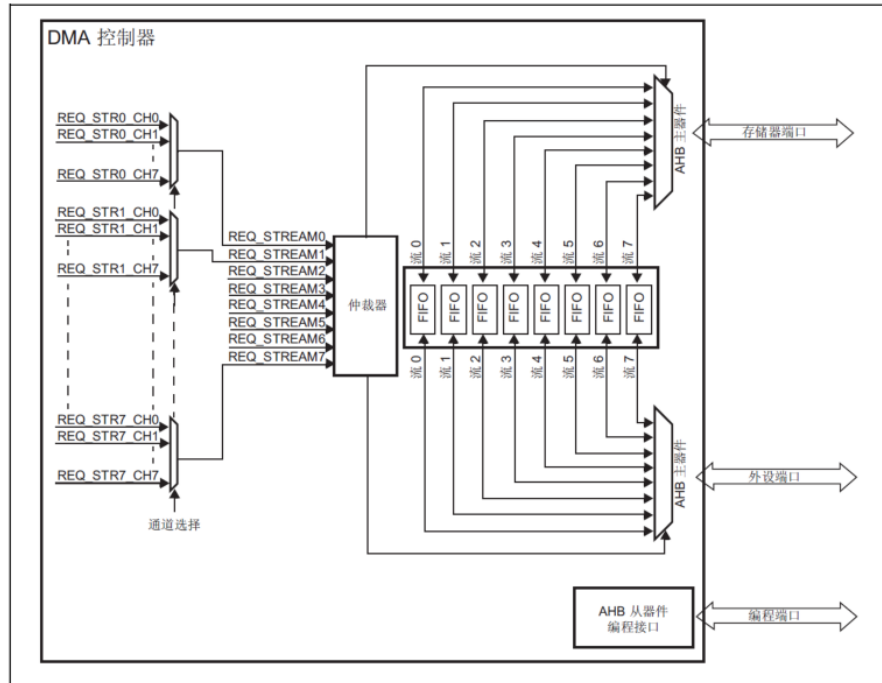 DMA 控制器
REQ_STR0_CH0
REQ_STR0_CH1
REQ_STR0_CH7
REQ_STR1_CH0
REQ_STR1_CH1
REQ_STR1_CH7
REQ_STR7_CH0
REQ_STR7_CH1
REQ_STR7_CH7
通道选择
REQ_STREAM0
REQ_STREAM1
REQ_STREAM2
REQ_STREAM3
REQ_STREAM4
REQ_STREAM5
REQ_STREAM6
REQ_STREAM7
仲裁器
流 0
流 1
流 2
流 3
流 4
流 5
流 6
流 7
FIFO
FIFO
FIFO
FIFO
FIFO
FIFO
FIFO
FIFO
流 0
流 1
流 2
流 3
流 4
流 5
流 6
流 7
AHB 主器件
存储器端口
AHB 主器件
外设端口
AHB 从器件
编程接口
编程端口